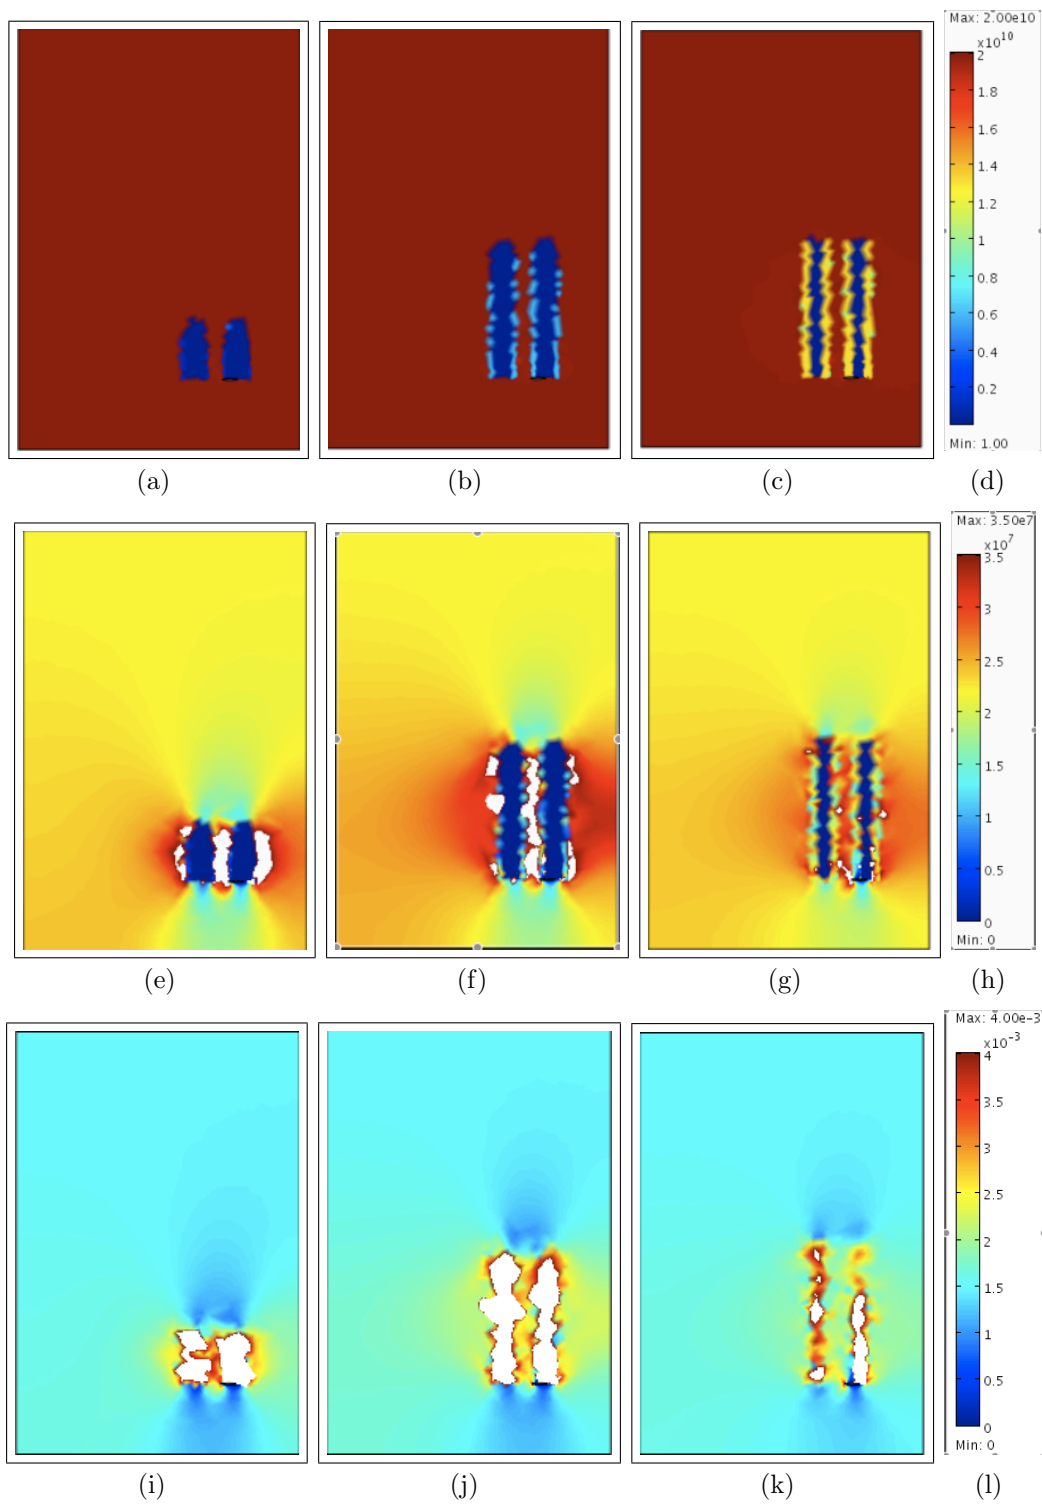 Max: 2.00e10
x10^10
2
1.8
1.6
1.4
1.2
1
0.8
0.6
0.4
0.2
Min: 1.00
(a) (b) (c) (d)
Max: 3.50e7
x10^7
3.5
3
2.5
2
1.5
1
0.5
0
Min: 0
(e) (f) (g) (h)
Max: 4.00e-3
x10^-3
4
3.5
3
2.5
2
1.5
1
0.5
0
Min: 0
(i) (j) (k) (l)